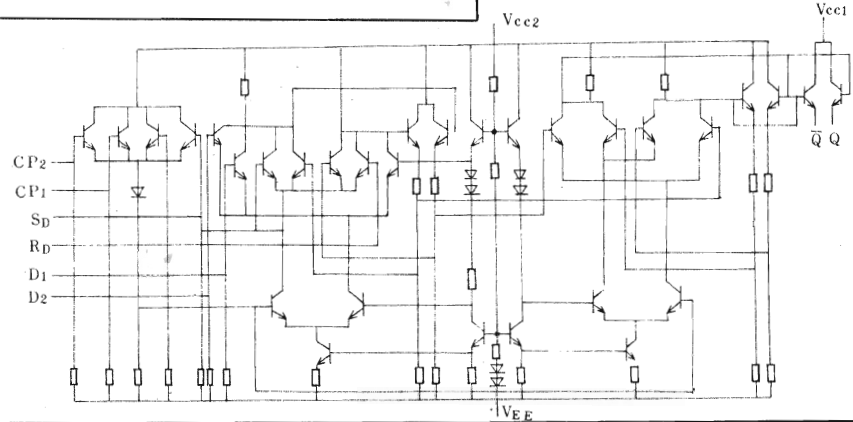 Vcc2
Vcc1
CP2
CP1
SD
RD
D1
D2
Q̄ Q
VEE